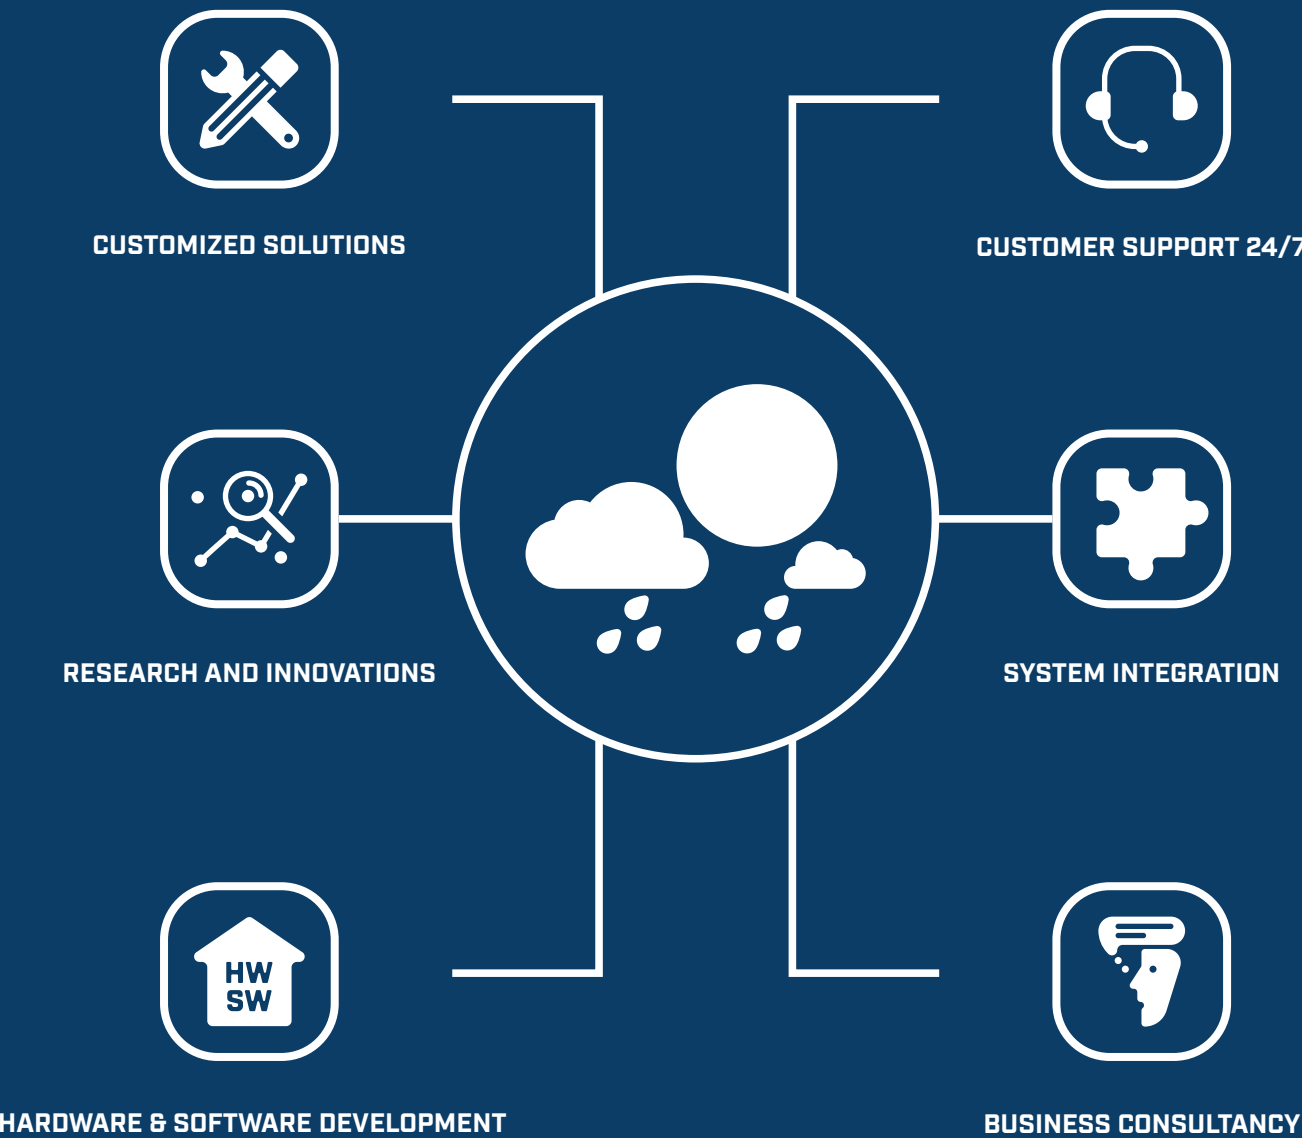 CUSTOMIZED SOLUTIONS
CUSTOMER SUPPORT 24/7
RESEARCH AND INNOVATIONS
SYSTEM INTEGRATION
HW
SW
HARDWARE & SOFTWARE DEVELOPMENT
BUSINESS CONSULTANCY